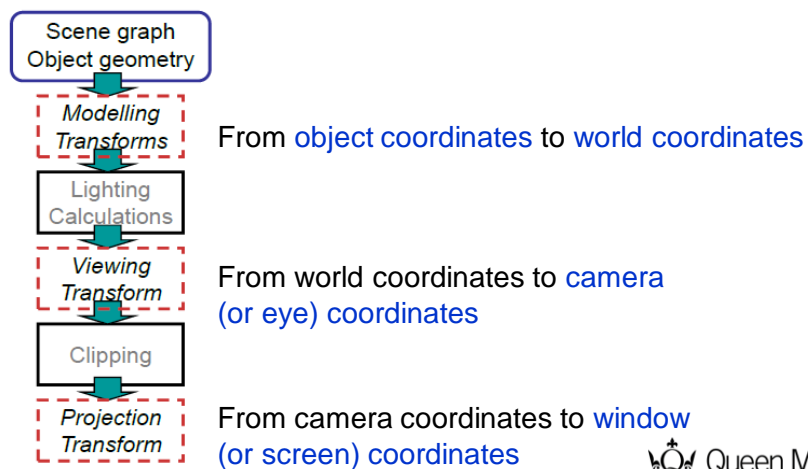 Scene graph
Object geometry
Modelling
Transforms
From object coordinates to world coordinates
Lighting
Calculations
Viewing
Transform
From world coordinates to camera
(or eye) coordinates
Clipping
Projection
Transform
From camera coordinates to window
(or screen) coordinates
Queen M